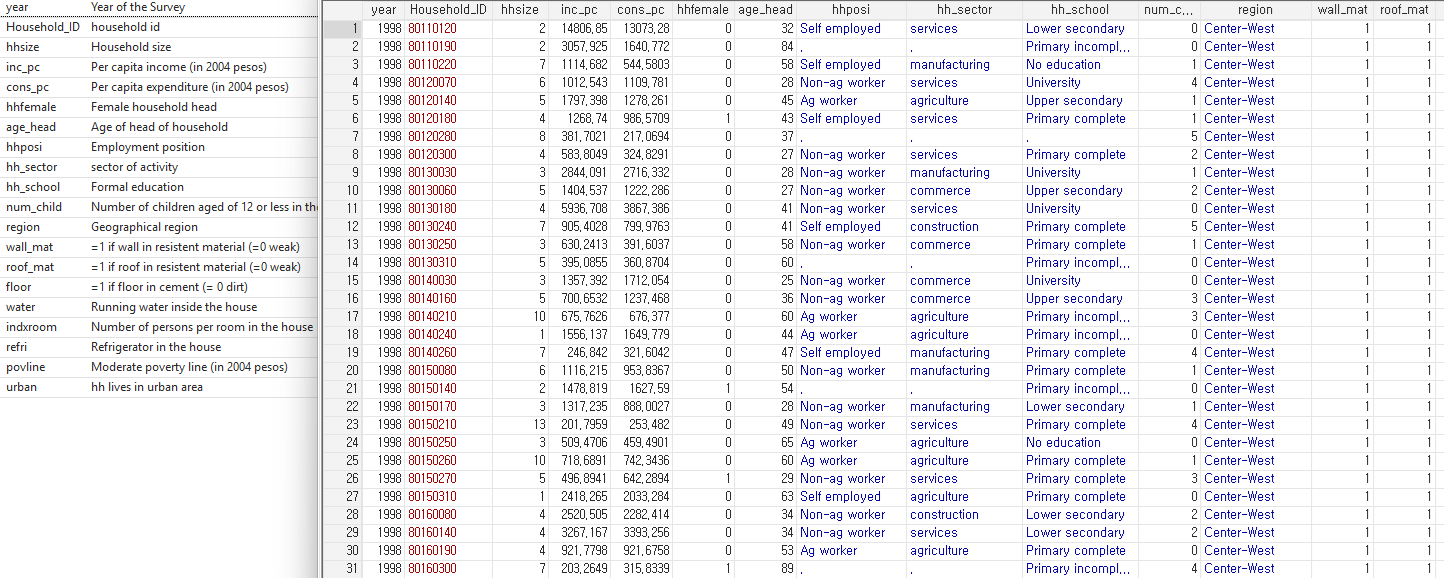 year Year of the Survey
Household_ID household id
hhsize Household size
inc_pc Per capita income (in 2004 pesos)
cons_pc Per capita expenditure (in 2004 pesos)
hhfemale Female household head
age_head Age of head of household
hhposi Employment position
hh_sector sector of activity
hh_school Formal education
num_child Number of children aged of 12 or less in th
region Geographical region
wall_mat =1 if wall in resistent material (=0 weak)
roof_mat =1 if roof in resistent material (=0 weak)
floor =1 if floor in cement (= 0 dirt)
water Running water inside the house
indxroom Number of persons per room in the house
refri Refrigerator in the house
povline Moderate poverty line (in 2004 pesos)
urban hh lives in urban area
year Household_ID hhsize inc_pc cons_pc hhfemale age_head hhposi hh_sector hh_school num_c... region wall_mat roof_mat
1 1998 80110120 2 14806,85 13073,28 0 32 Self employed services Lower secondary 0 Center-West 1 1
2 1998 80110190 2 3057,925 1640,772 0 84 . . Primary incompl... 0 Center-West 1 1
3 1998 80110220 7 1114,682 544,5803 0 58 Self employed manufacturing No education 1 Center-West 1 1
4 1998 80120070 6 1012,543 1109,781 0 28 Non-ag worker services University 4 Center-West 1 1
5 1998 80120140 5 1797,398 1278,261 0 45 Ag worker agriculture Upper secondary 1 Center-West 1 1
6 1998 80120180 4 1268,74 986,5709 1 43 Self employed services Primary complete 1 Center-West 1 1
7 1998 80120280 8 381,7021 217,0694 0 37 . . . 5 Center-West 1 1
8 1998 80120300 4 583,8049 324,8291 0 27 Non-ag worker services Primary complete 2 Center-West 1 1
9 1998 80130030 3 2844,091 2716,332 0 28 Non-ag worker manufacturing University 1 Center-West 1 1
10 1998 80130060 5 1404,537 1222,286 0 27 Non-ag worker commerce Upper secondary 2 Center-West 1 1
11 1998 80130180 4 5936,708 3867,386 0 41 Non-ag worker services University 0 Center-West 1 1
12 1998 80130240 7 905,4028 799,9763 0 41 Self employed construction Primary complete 5 Center-West 1 1
13 1998 80130250 3 630,2413 391,6037 0 58 Non-ag worker commerce Primary complete 1 Center-West 1 1
14 1998 80130310 5 395,0855 360,8704 0 60 . . Primary incompl... 0 Center-West 1 1
15 1998 80140030 3 1357,392 1712,054 0 25 Non-ag worker commerce University 0 Center-West 1 1
16 1998 80140160 5 700,6532 1237,468 0 36 Non-ag worker commerce Upper secondary 3 Center-West 1 1
17 1998 80140210 10 675,7626 676,377 0 60 Ag worker agriculture Primary incompl... 3 Center-West 1 1
18 1998 80140240 1 1556,137 1649,779 0 44 Ag worker agriculture Primary incompl... 0 Center-West 1 1
19 1998 80140260 7 246,842 321,6042 0 47 Self employed manufacturing Primary complete 4 Center-West 1 1
20 1998 80150080 6 1116,215 953,8367 0 50 Non-ag worker manufacturing Primary complete 1 Center-West 1 1
21 1998 80150140 2 1478,819 1627,59 1 54 . . Primary incompl... 0 Center-West 1 1
22 1998 80150170 3 1317,235 888,0027 0 28 Non-ag worker manufacturing Lower secondary 1 Center-West 1 1
23 1998 80150210 13 201,7959 253,482 0 49 Non-ag worker services Primary complete 4 Center-West 1 1
24 1998 80150250 3 509,4706 459,4901 0 65 Ag worker agriculture No education 0 Center-West 1 1
25 1998 80150260 10 718,6891 742,3436 0 60 Ag worker agriculture Primary complete 1 Center-West 1 1
26 1998 80150270 5 496,8941 642,2894 1 29 Non-ag worker services Primary complete 3 Center-West 1 1
27 1998 80150310 1 2418,265 2033,284 0 63 Self employed agriculture Primary complete 0 Center-West 1 1
28 1998 80160080 4 2520,505 2282,414 0 34 Non-ag worker construction Lower secondary 2 Center-West 1 1
29 1998 80160140 4 3267,167 3393,256 0 34 Non-ag worker services Lower secondary 2 Center-West 1 1
30 1998 80160190 4 921,7798 921,6758 0 53 Ag worker agriculture Primary complete 0 Center-West 1 1
31 1998 80160300 7 203,2649 315,8339 1 89 . . Primary incompl... 4 Center-West 1 1